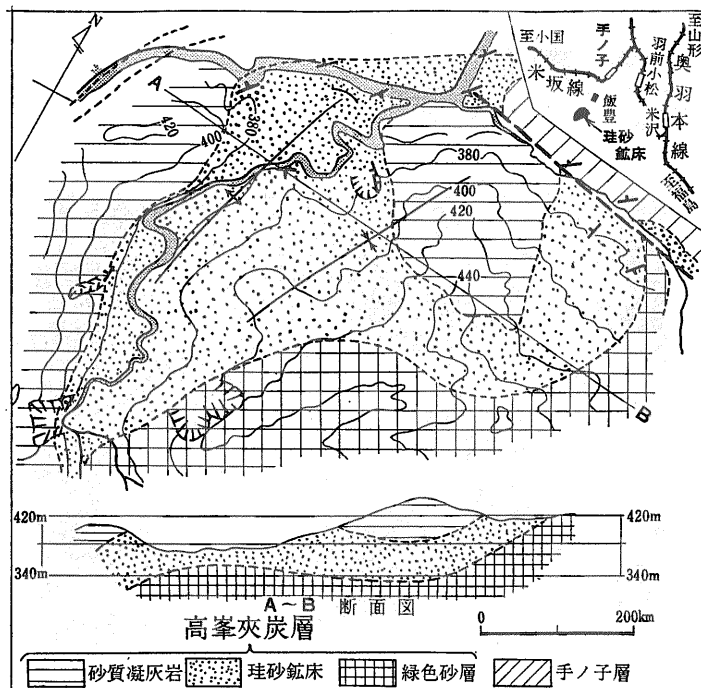 N
至小国
手ノ子
羽前小松
至山形
奥羽本線
米坂線
飯豊
米沢
珪砂鉱床
至福島
A
420
400
380
380
400
420
440
B
420m
420m
340m
340m
A～B 断面図
0 200km
高峯夾炭層
砂質凝灰岩 珪砂鉱床 緑色砂層 手ノ子層